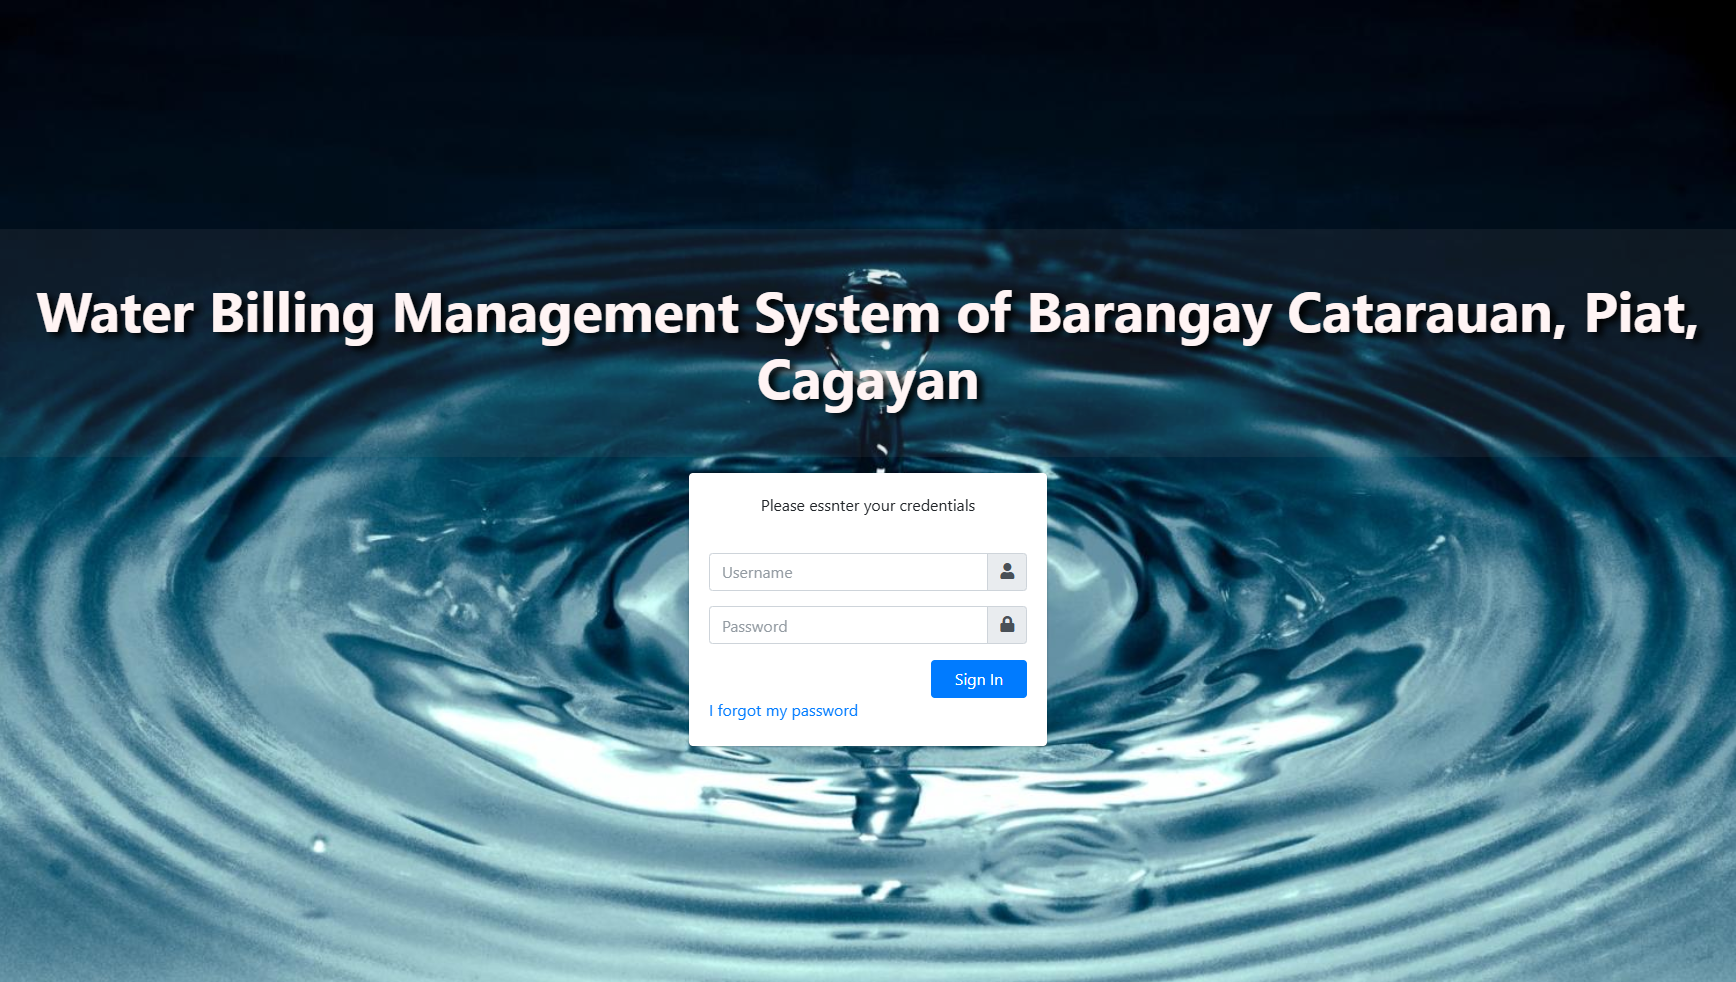 Water Billing Management System of Barangay Catarauan, Piat,
Cagayan
Please essnter your credentials
Username
Password
Sign In
I forgot my password